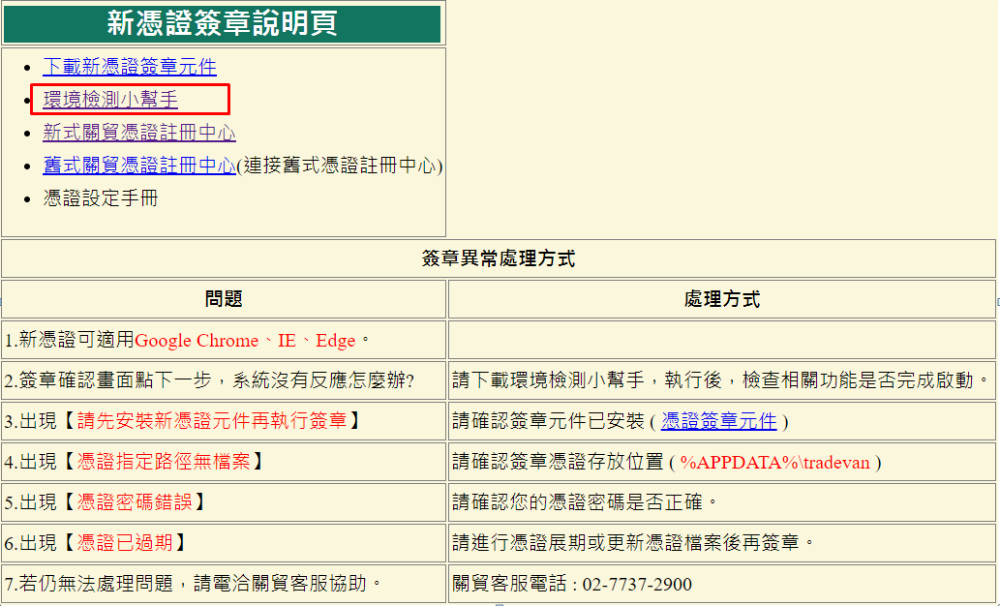 新憑證簽章說明頁
下載新憑證簽章元件
環境檢測小幫手
新式關貿憑證註冊中心
舊式關貿憑證註冊中心(連接舊式憑證註冊中心)
憑證設定手冊
簽章異常處理方式
問題 處理方式
1.新憑證可適用Google Chrome、IE、Edge。
2.簽章確認畫面點下一步，系統沒有反應怎麼辦? 請下載環境檢測小幫手，執行後，檢查相關功能是否完成啟動。
3.出現【請先安裝新憑證元件再執行簽章】 請確認簽章元件已安裝 ( 憑證簽章元件 )
4.出現【憑證指定路徑無檔案】 請確認簽章憑證存放位置 ( %APPDATA%\tradevan )
5.出現【憑證密碼錯誤】 請確認您的憑證密碼是否正確。
6.出現【憑證已過期】 請進行憑證展期或更新憑證檔案後再簽章。
7.若仍無法處理問題，請電洽關貿客服協助。 關貿客服電話 : 02-7737-2900